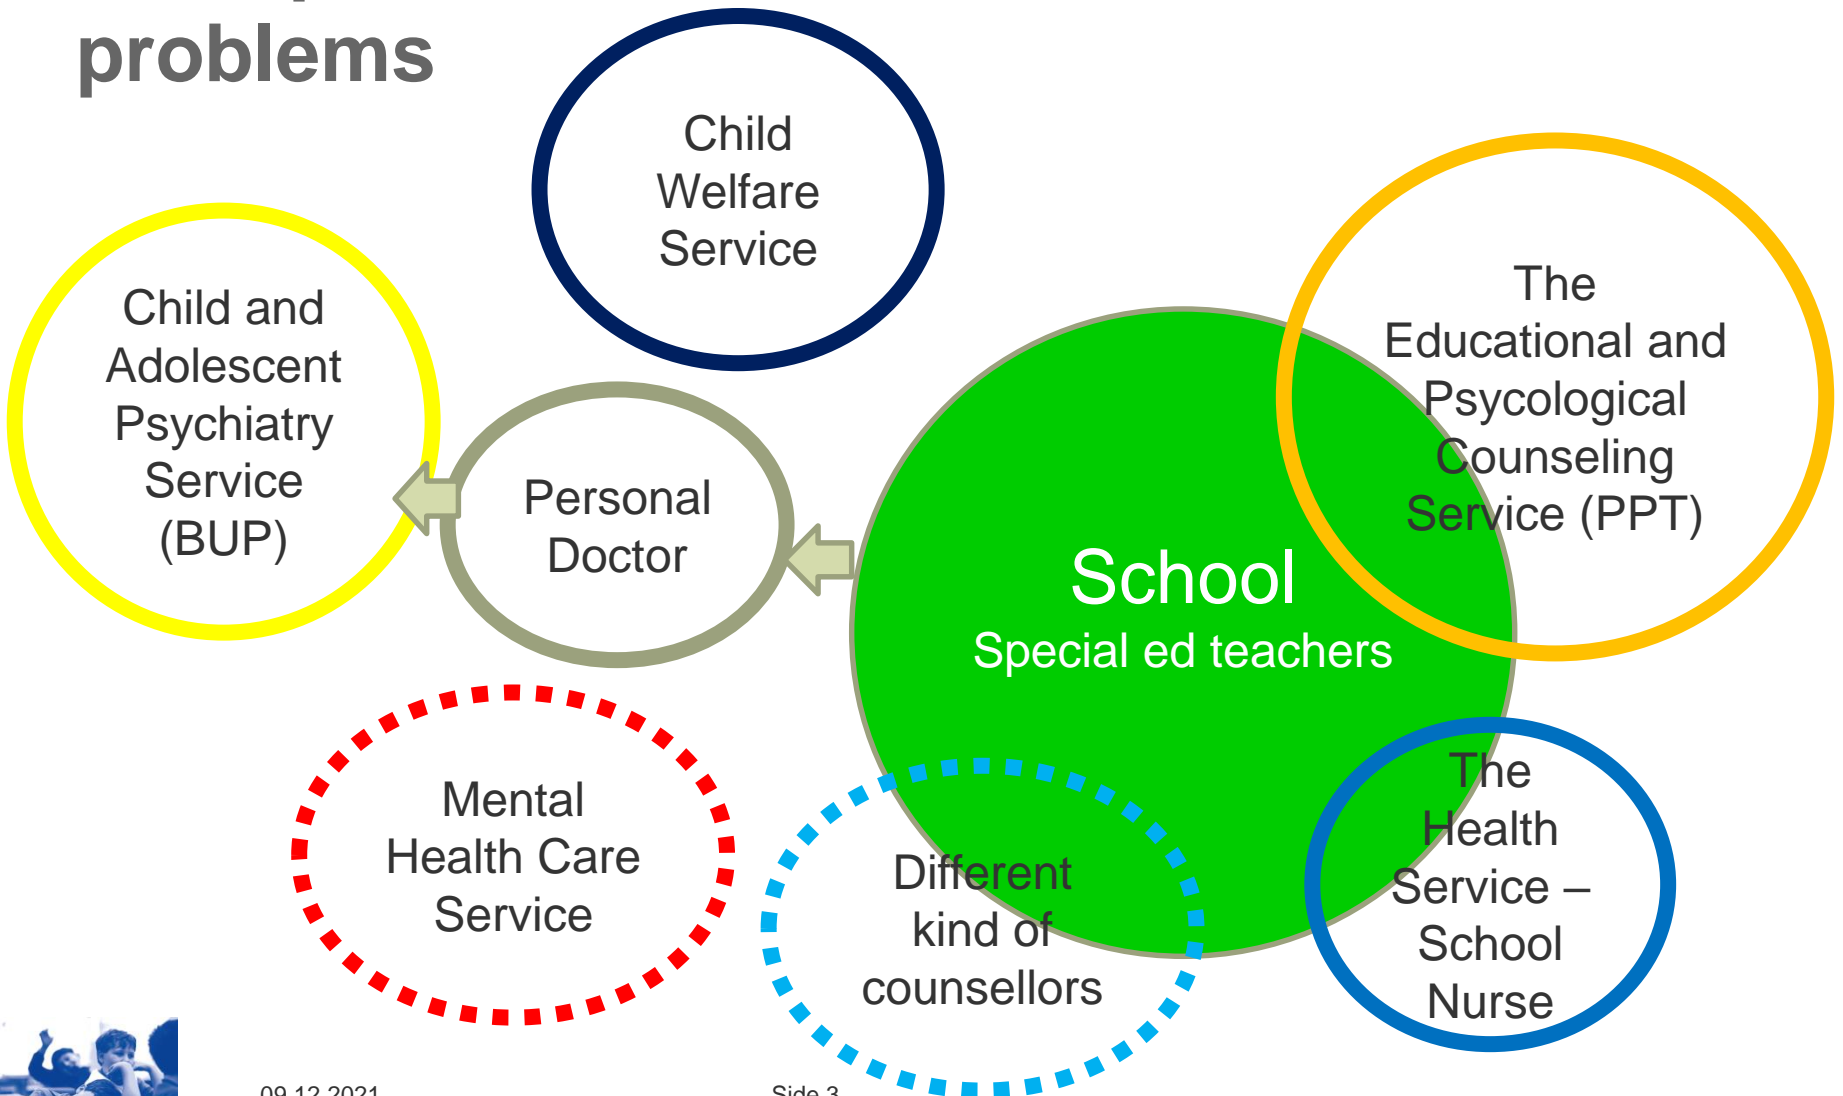 problems
Child
Welfare
Service
Child and
Adolescent
Psychiatry
Service
(BUP)
The
Educational and
Psycological
Counseling
Service (PPT)
Personal
Doctor
School
Special ed teachers
Mental
Health Care
Service
Different
kind of
counsellors
The
Health
Service –
School
Nurse
09.12.2021
Side 3